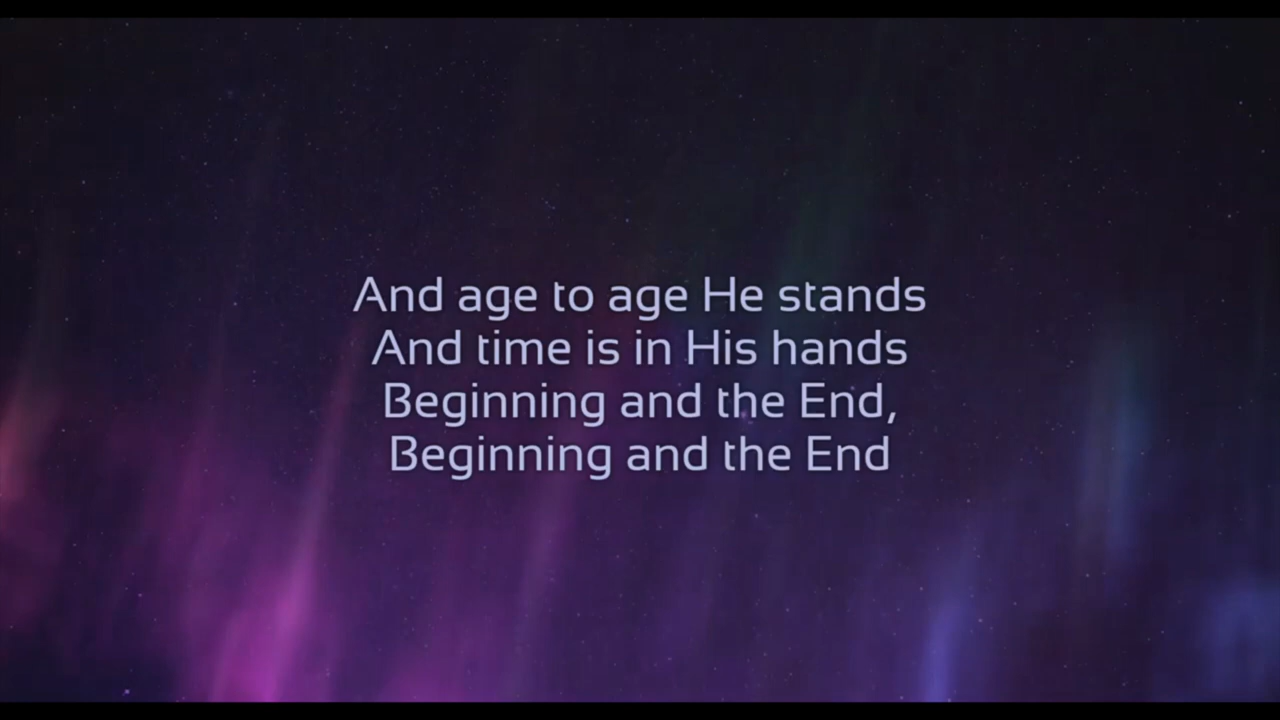 And age to age He stands
And time is in His hands
Beginning and the End,
Beginning and the End